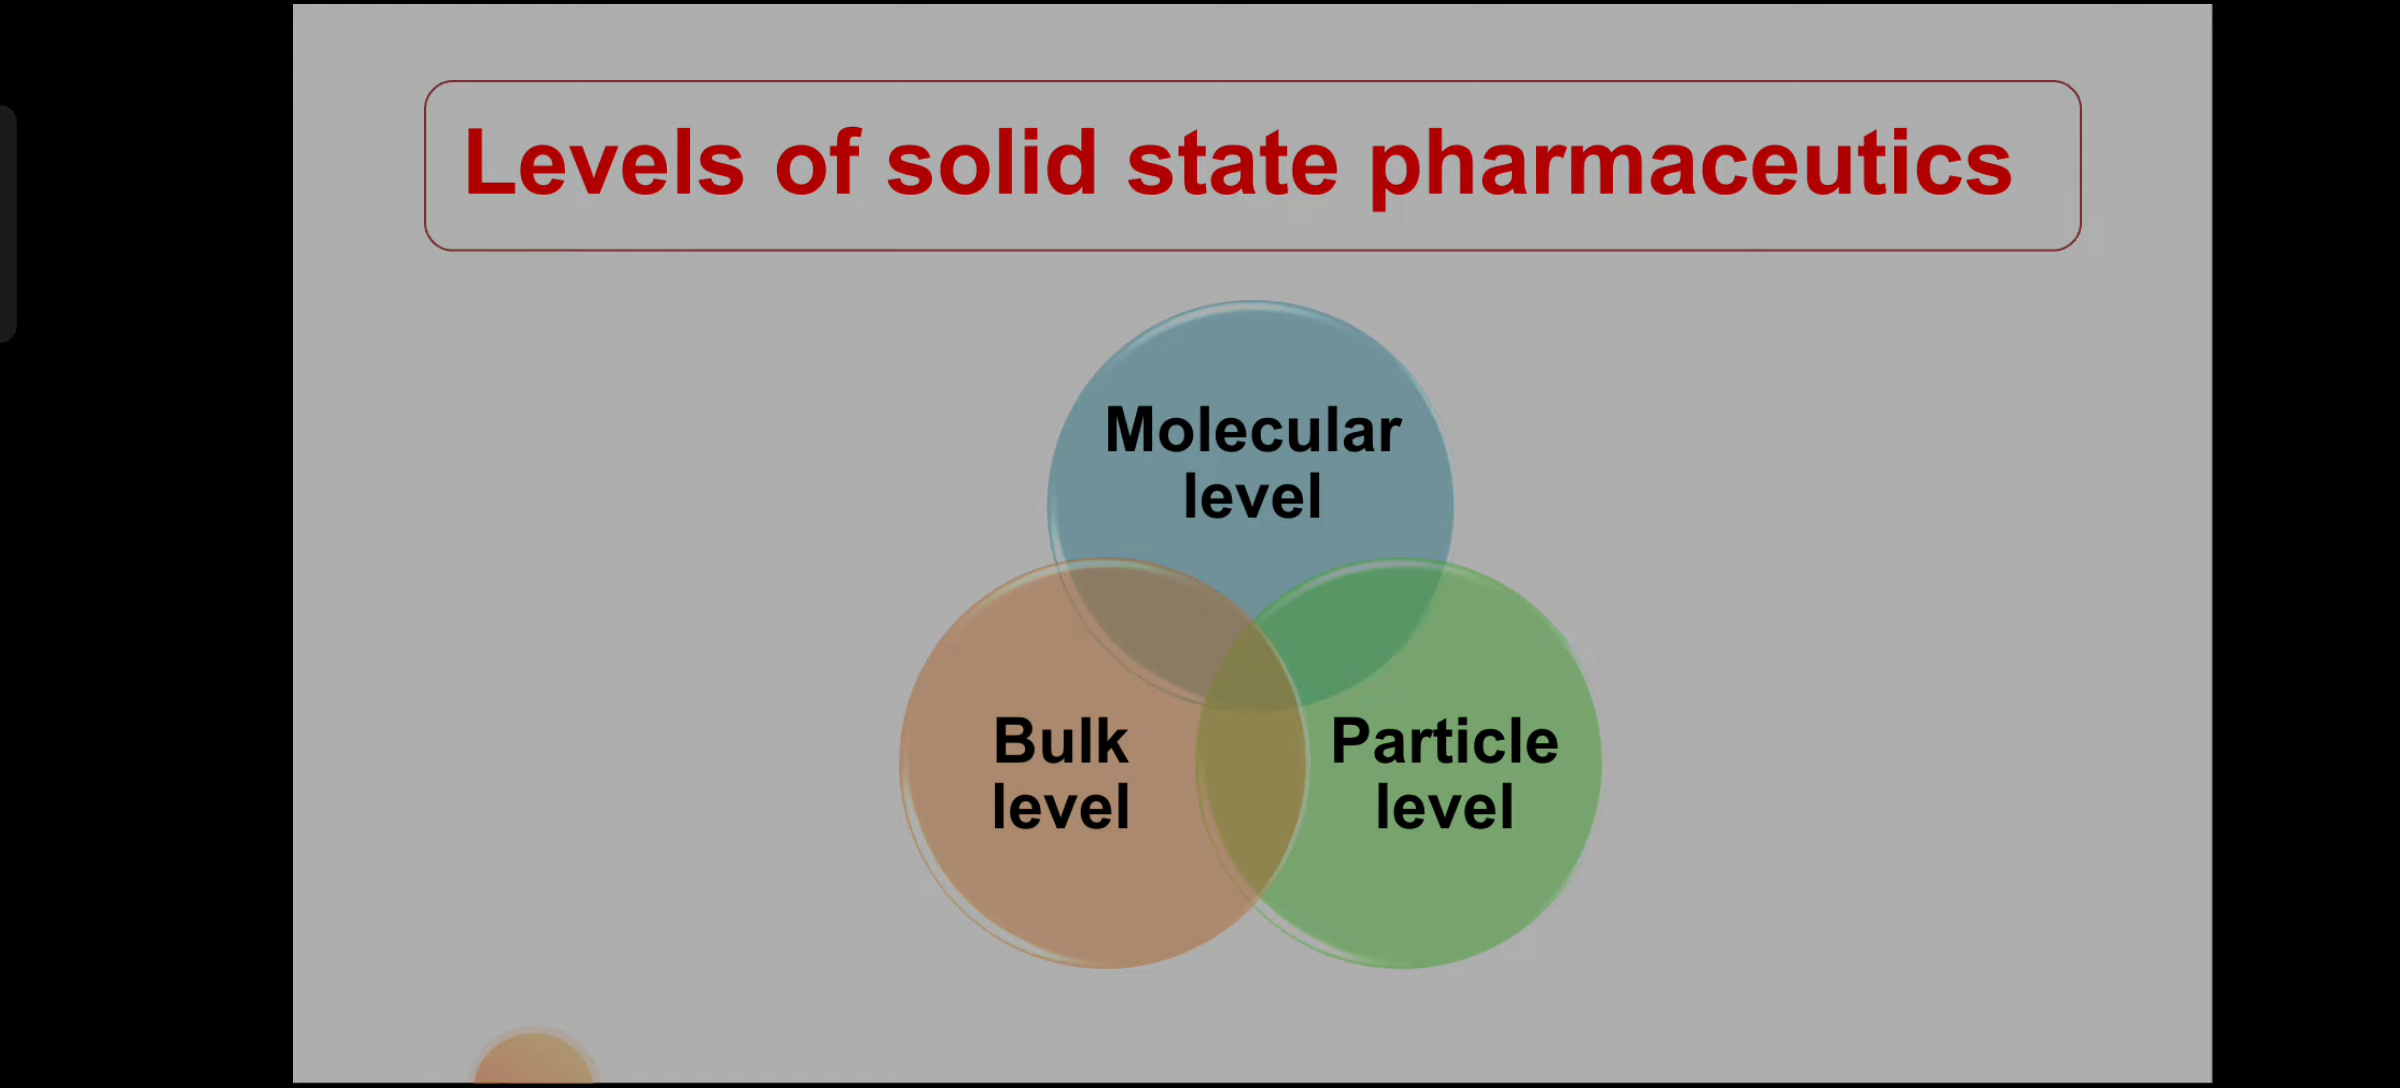 Levels of solid state pharmaceutics
Molecular
level
Bulk
level
Particle
level